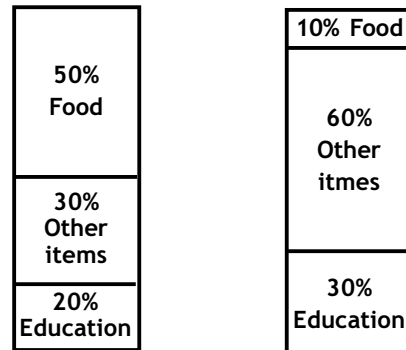 50%
Food
30%
Other
items
20%
Education
10% Food
60%
Other
itmes
30%
Education